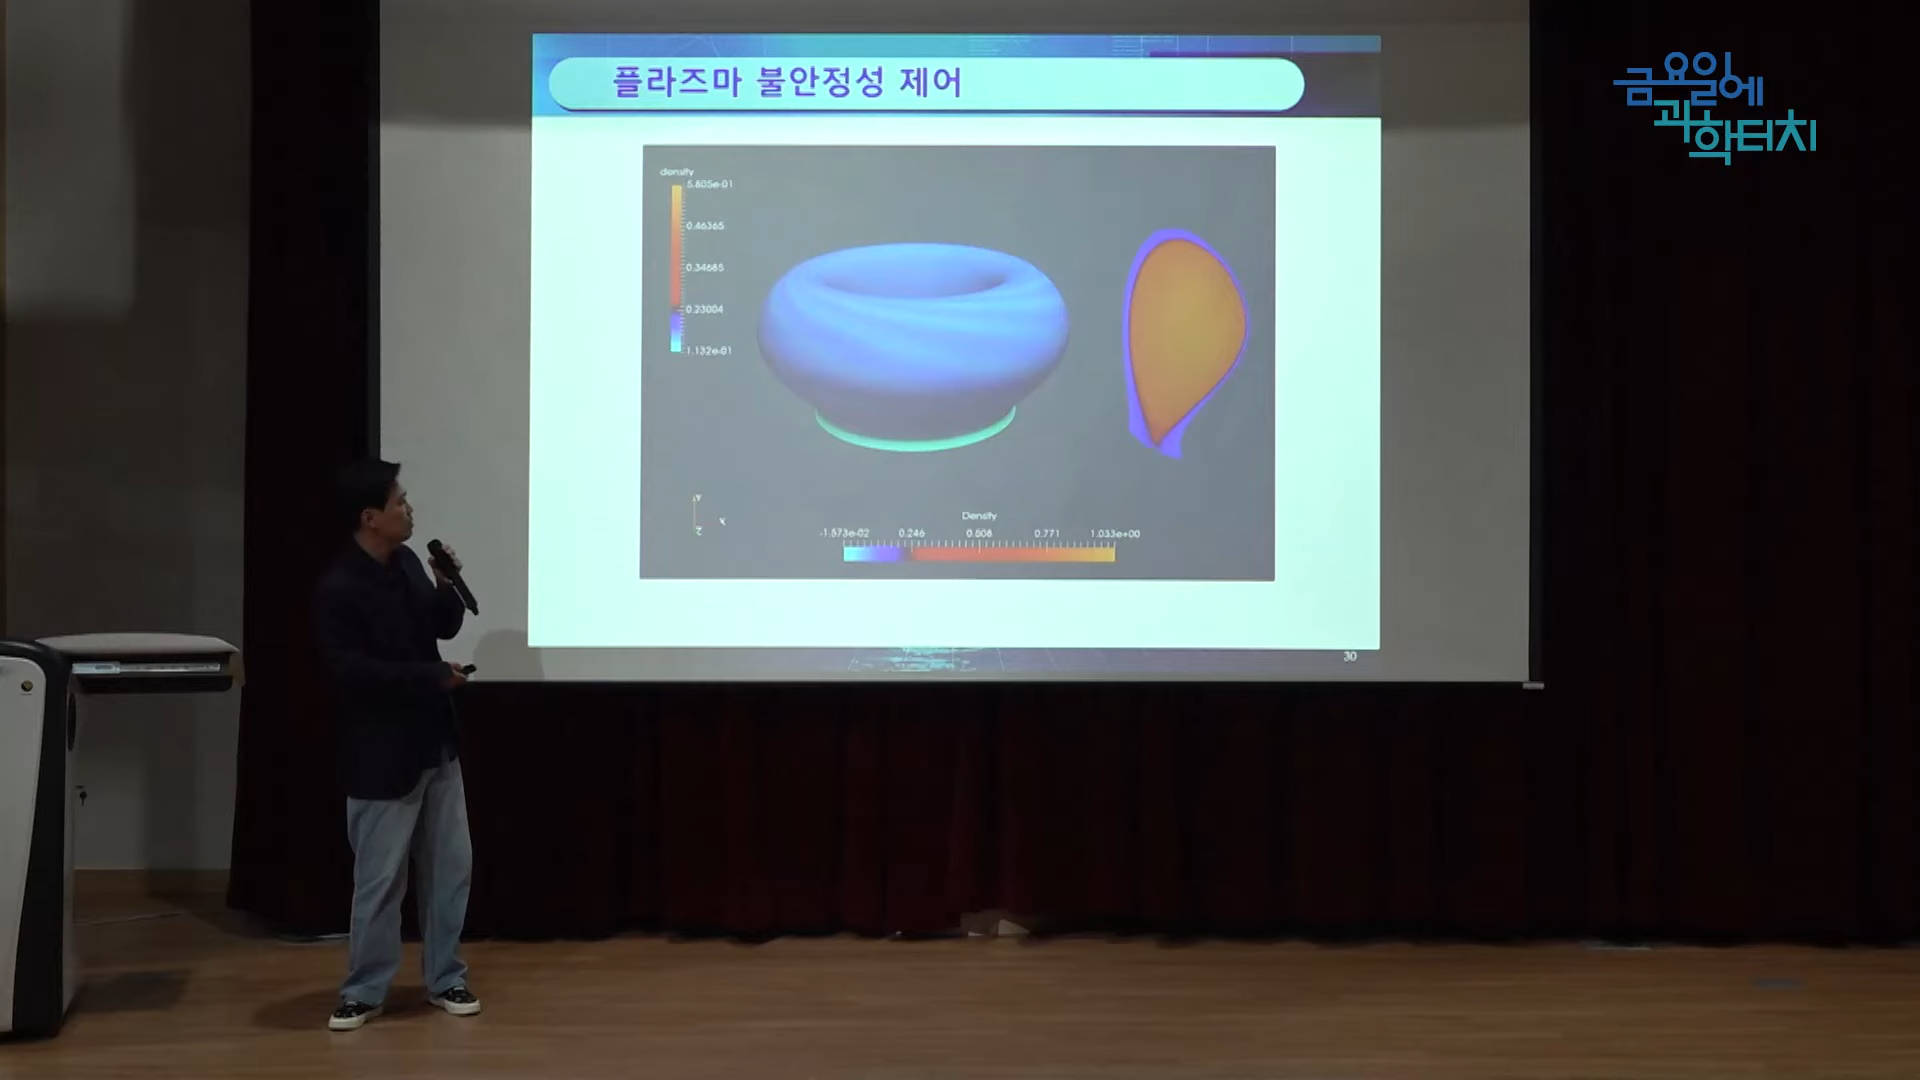 플라즈마 불안정성 제어
금요일에
과학터치
density
5.805e-01
0.46365
0.34685
0.23004
1.132e-01
Y
X
Z
Density
-1.573e-02 0.246 0.508 0.771 1.033e+00
30